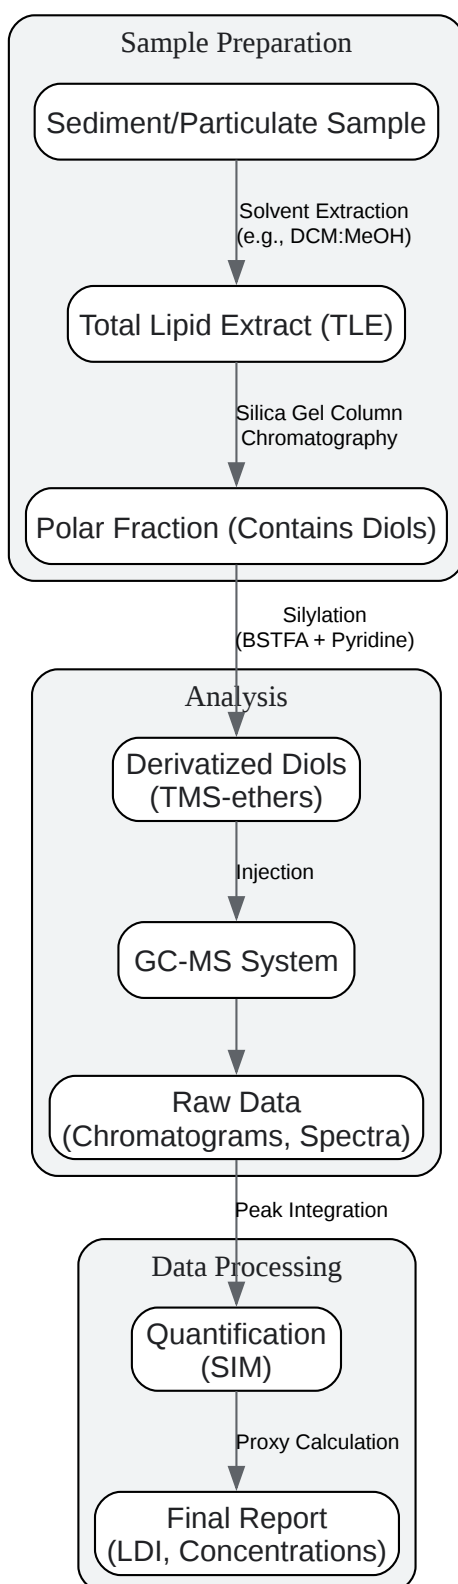 Sample Preparation
Sediment/Particulate Sample
Solvent Extraction
(e.g., DCM:MeOH)
Total Lipid Extract (TLE)
Silica Gel Column
Chromatography
Polar Fraction (Contains Diols)
Silylation
(BSTFA + Pyridine)
Analysis
Derivatized Diols
(TMS-ethers)
Injection
GC-MS System
Raw Data
(Chromatograms, Spectra)
Peak Integration
Data Processing
Quantification
(SIM)
Proxy Calculation
Final Report
(LDI, Concentrations)